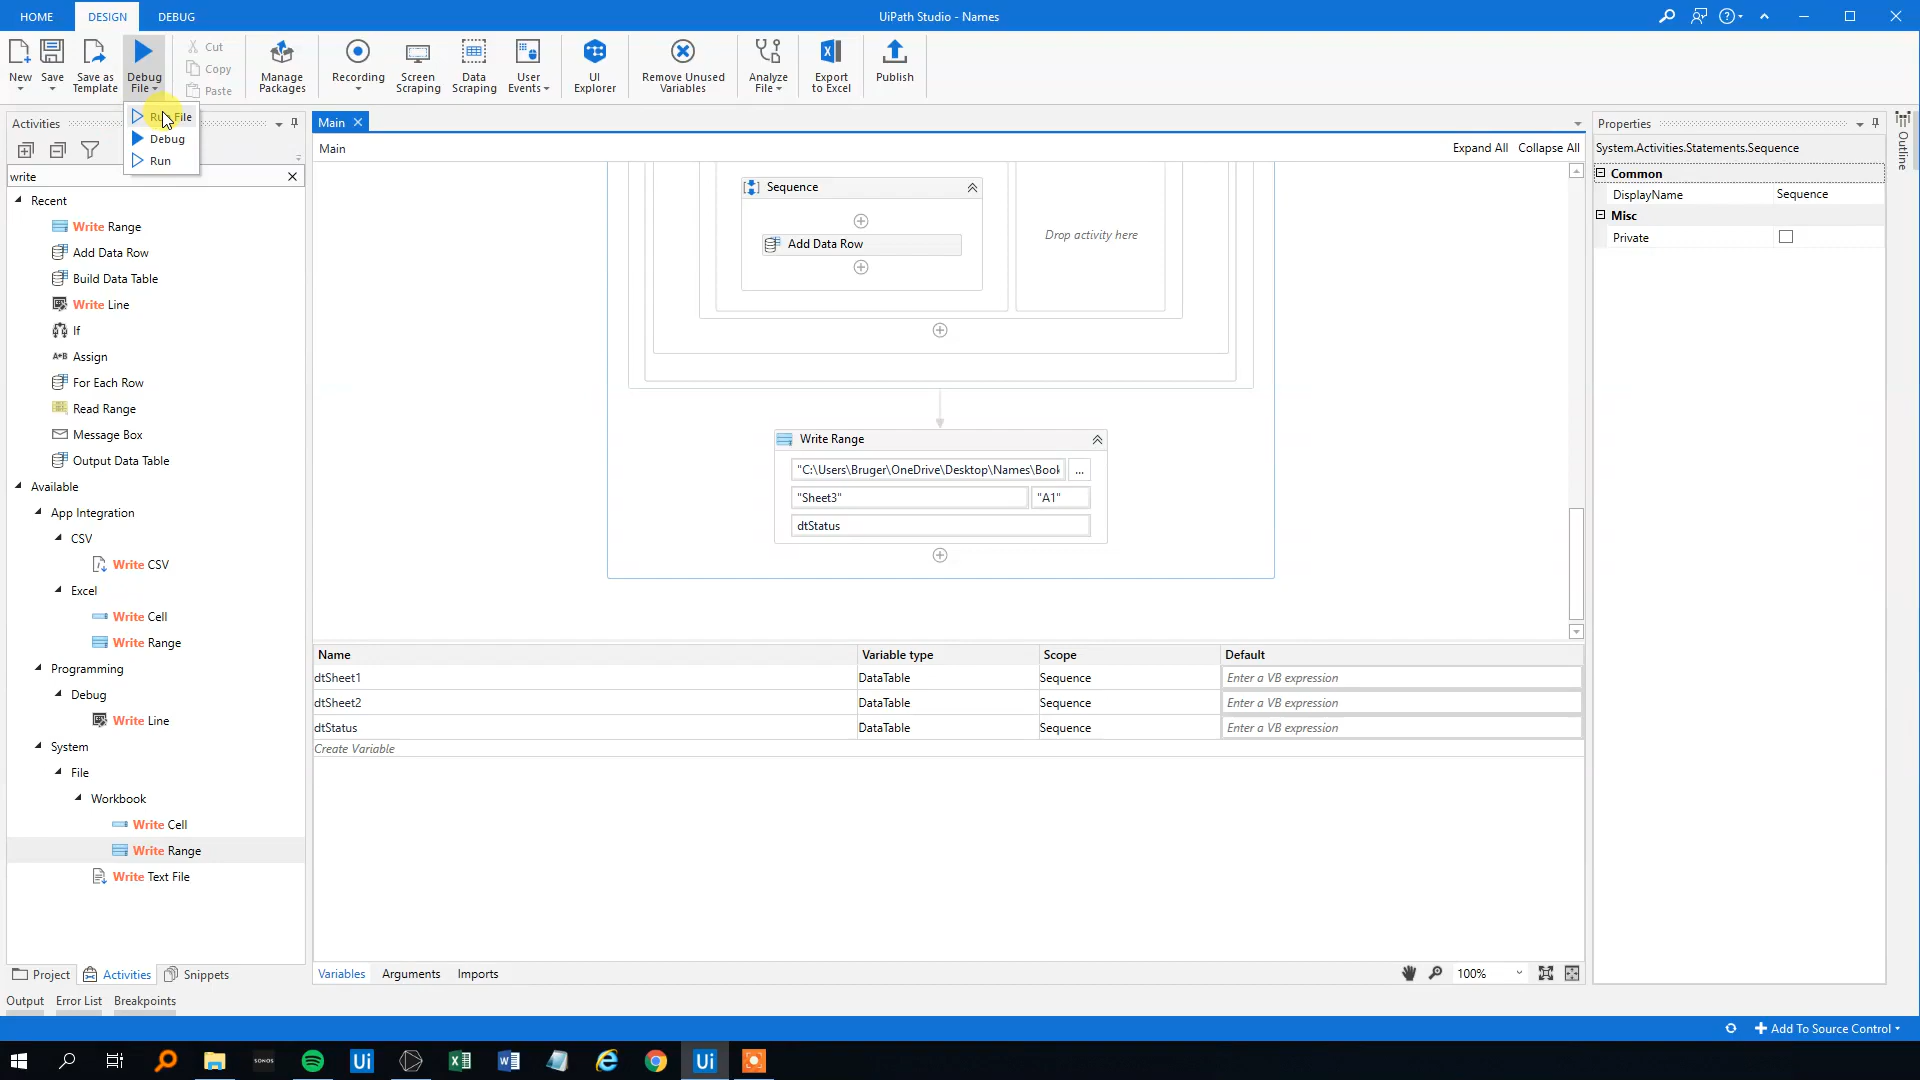 HOME
DESIGN
DEBUG
UiPath Studio - Names
New
Save
Save as Template
Debug File
Cut
Copy
Paste
Manage Packages
Recording
Screen Scraping
Data Scraping
User Events
UI Explorer
Remove Unused Variables
Analyze File
Export to Excel
Publish
Run File
Debug
Run
Activities
write
Recent
Write Range
Add Data Row
Build Data Table
Write Line
If
A*B Assign
For Each Row
Read Range
Message Box
Output Data Table
Available
App Integration
CSV
Write CSV
Excel
Write Cell
Write Range
Programming
Debug
Write Line
System
File
Workbook
Write Cell
Write Range
Write Text File
Project
Activities
Snippets
Output
Error List
Breakpoints
Main
Main
Expand All
Collapse All
Sequence
Add Data Row
Drop activity here
Write Range
"C:\Users\Bruger\OneDrive\Desktop\Names\Book
...
"Sheet3"
"A1"
dtStatus
Name Variable type Scope Default
dtSheet1 DataTable Sequence Enter a VB expression
dtSheet2 DataTable Sequence Enter a VB expression
dtStatus DataTable Sequence Enter a VB expression
Create Variable
Variables
Arguments
Imports
100%
Properties
System.Activities.Statements.Sequence
Common
DisplayName Sequence
Misc
Private
Outline
Add To Source Control
SONOS
Ui
Ui